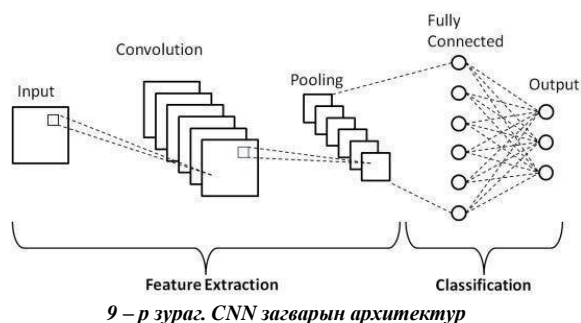 Fully
Connected
Convolution
Pooling
Input
Output
Feature Extraction
Classification
9 – р зураг. CNN загварын архитектур